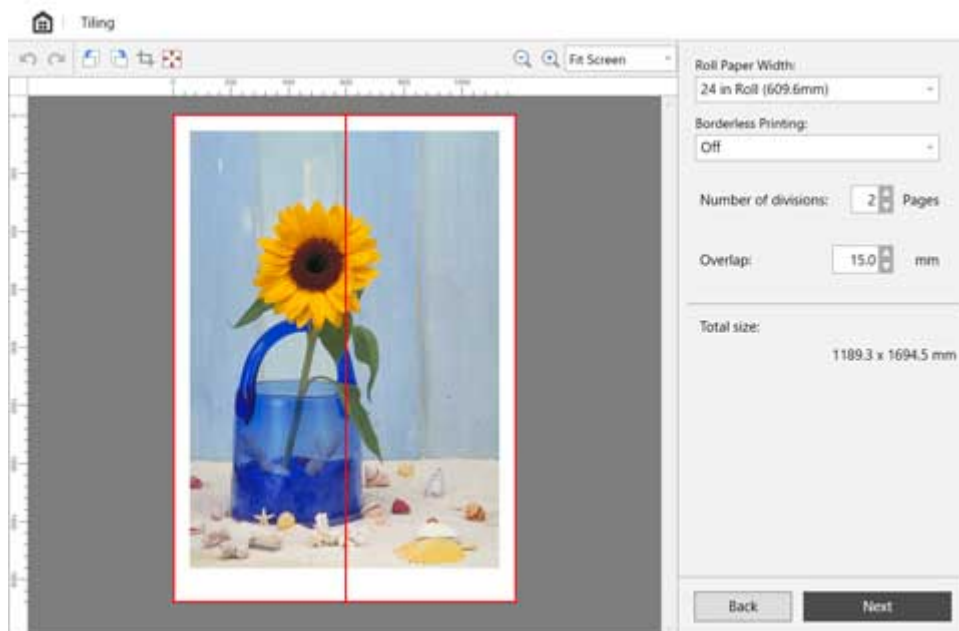 Tiling
Fit Screen
Roll Paper Width:
24 in Roll (609.6mm)
Borderless Printing:
Off
Number of divisions: 2 Pages
Overlap: 15.0 mm
Total size:
1189.3 x 1694.5 mm
Back Next